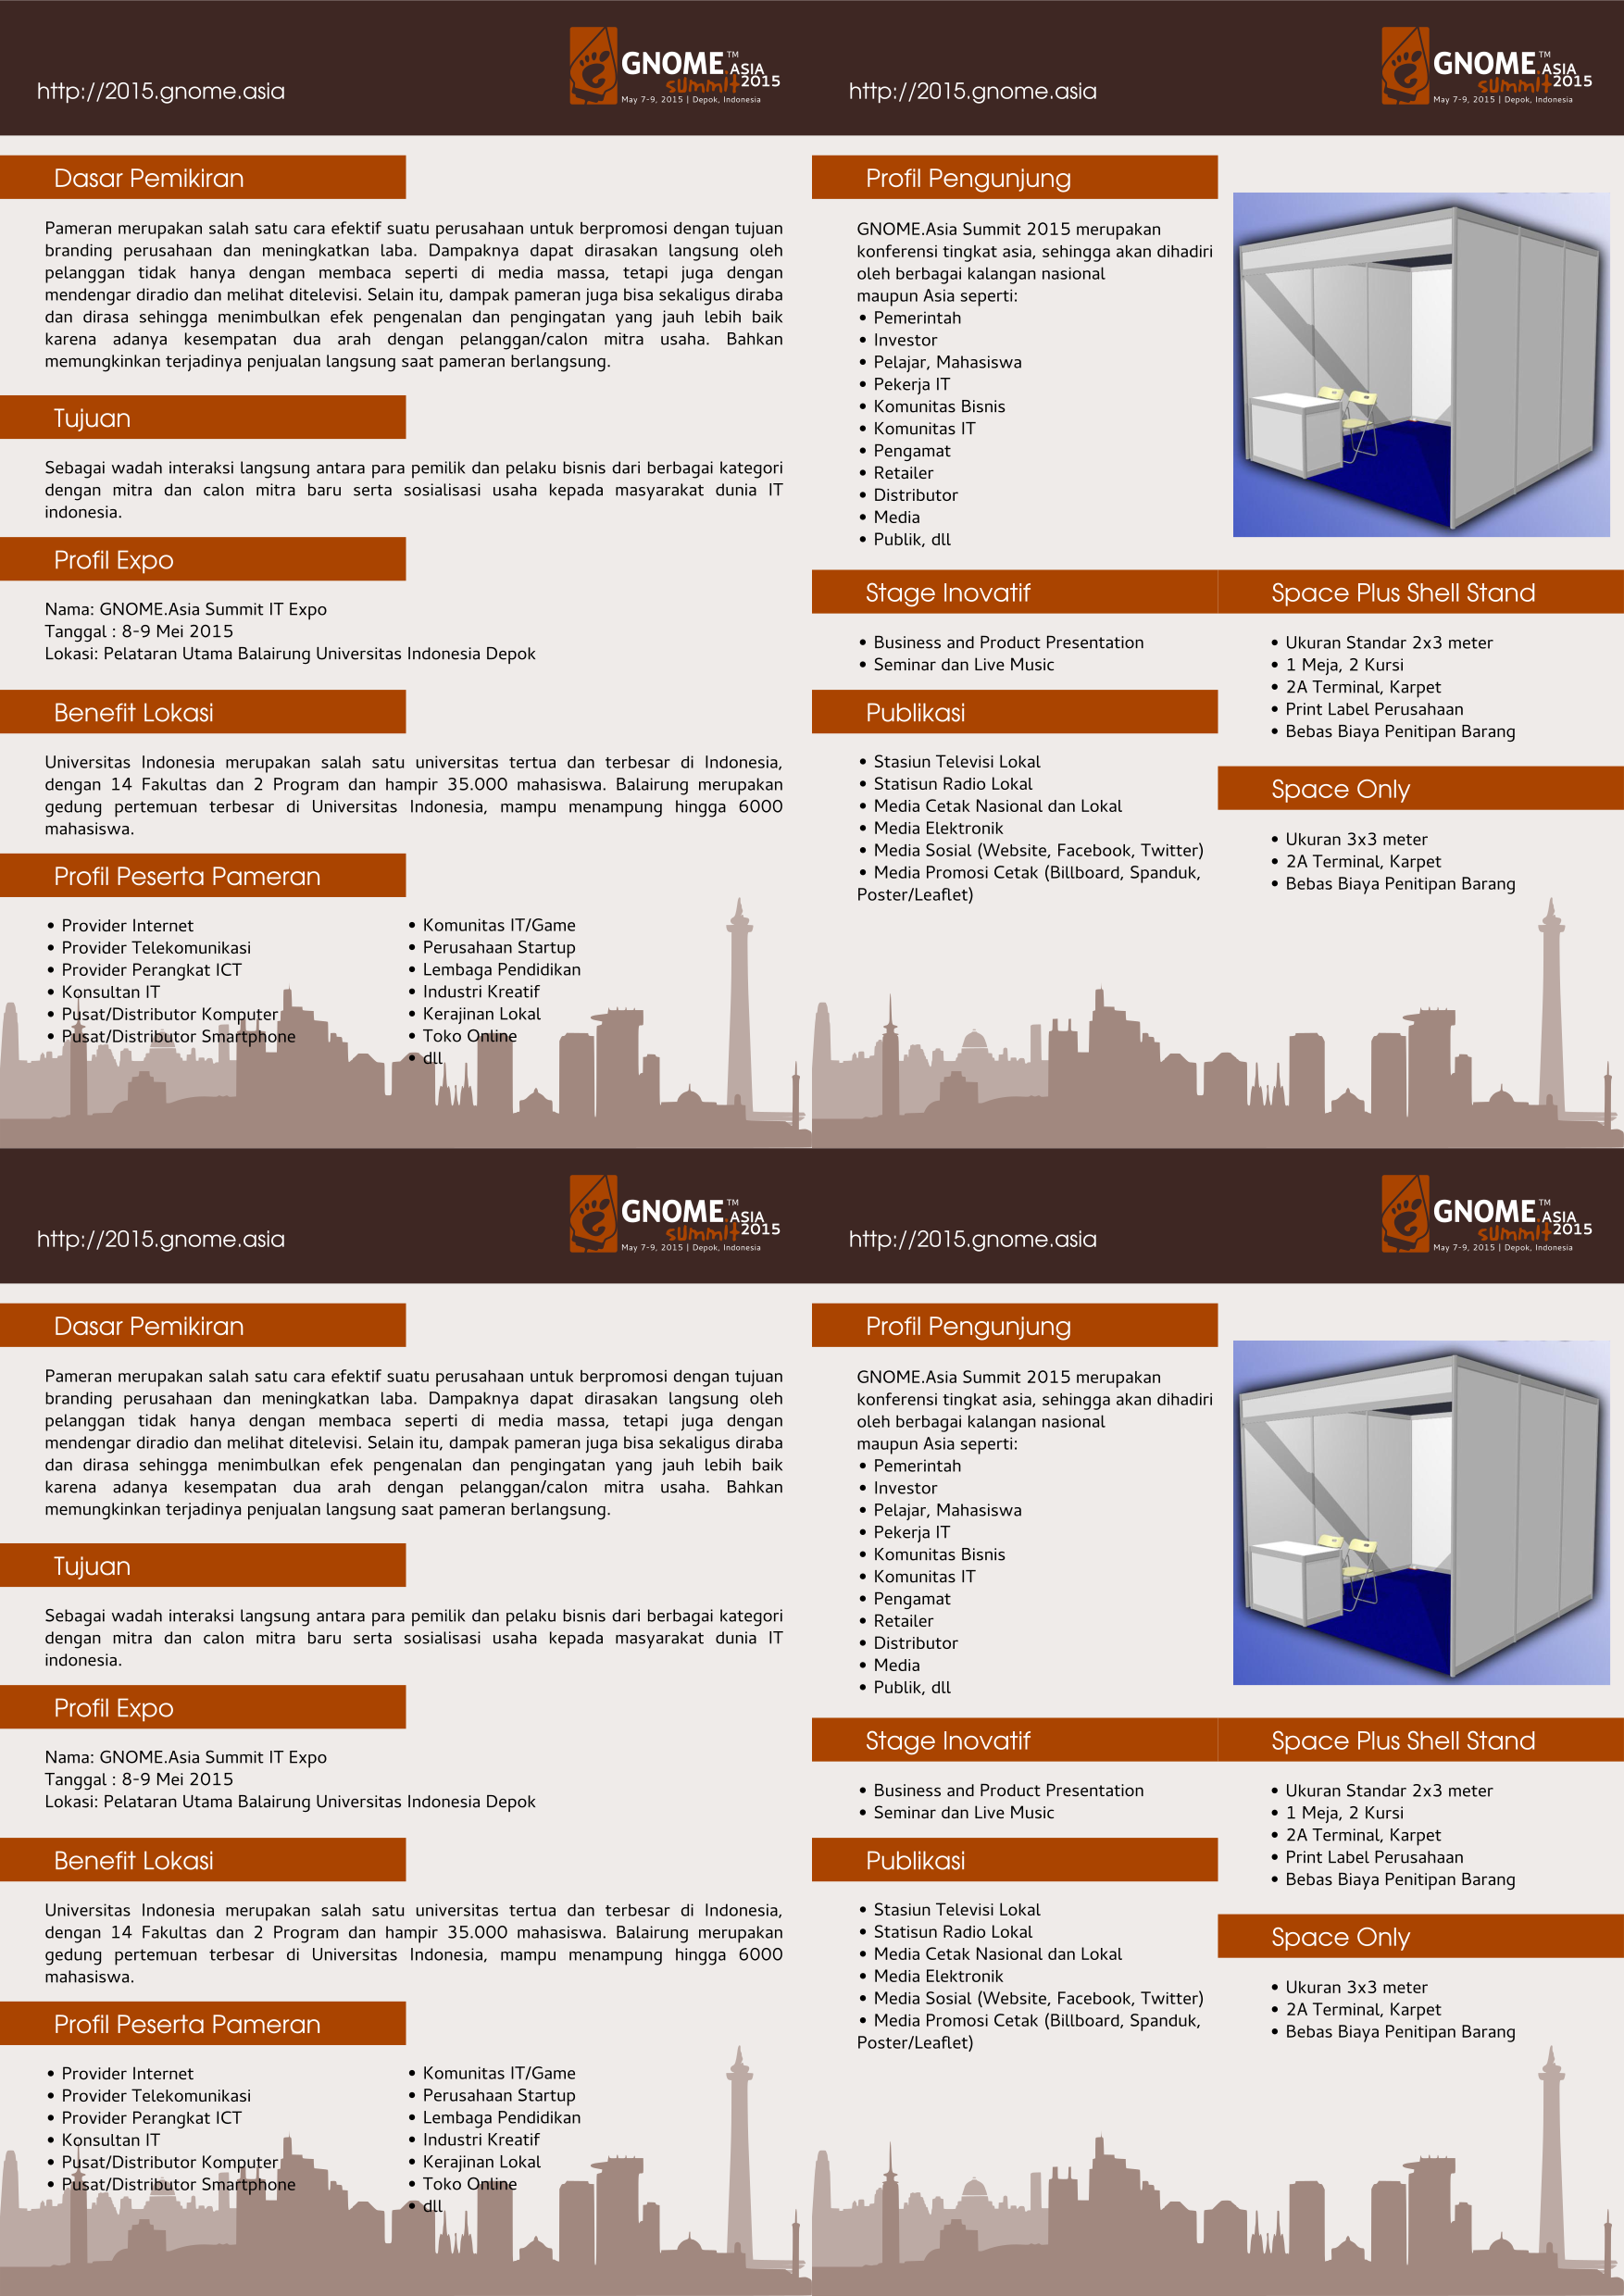 http://2015.gnome.asia
GNOME™.ASIA
summit2015
May 7-9, 2015 | Depok, Indonesia
Dasar Pemikiran
Pameran merupakan salah satu cara efektif suatu perusahaan untuk berpromosi dengan tujuan
branding perusahaan dan meningkatkan laba. Dampaknya dapat dirasakan langsung oleh
pelanggan tidak hanya dengan membaca seperti di media massa, tetapi juga dengan
mendengar diradio dan melihat ditelevisi. Selain itu, dampak pameran juga bisa sekaligus diraba
dan dirasa sehingga menimbulkan efek pengenalan dan pengingatan yang jauh lebih baik
karena adanya kesempatan dua arah dengan pelanggan/calon mitra usaha. Bahkan
memungkinkan terjadinya penjualan langsung saat pameran berlangsung.
Tujuan
Sebagai wadah interaksi langsung antara para pemilik dan pelaku bisnis dari berbagai kategori
dengan mitra dan calon mitra baru serta sosialisasi usaha kepada masyarakat dunia IT
indonesia.
Profil Expo
Nama: GNOME.Asia Summit IT Expo
Tanggal : 8-9 Mei 2015
Lokasi: Pelataran Utama Balairung Universitas Indonesia Depok
Benefit Lokasi
Universitas Indonesia merupakan salah satu universitas tertua dan terbesar di Indonesia,
dengan 14 Fakultas dan 2 Program dan hampir 35.000 mahasiswa. Balairung merupakan
gedung pertemuan terbesar di Universitas Indonesia, mampu menampung hingga 6000
mahasiswa.
Profil Peserta Pameran
• Provider Internet
• Provider Telekomunikasi
• Provider Perangkat ICT
• Konsultan IT
• Pusat/Distributor Komputer
• Pusat/Distributor Smartphone
• Komunitas IT/Game
• Perusahaan Startup
• Lembaga Pendidikan
• Industri Kreatif
• Kerajinan Lokal
• Toko Online
• dll
http://2015.gnome.asia
GNOME™.ASIA
summit2015
May 7-9, 2015 | Depok, Indonesia
Profil Pengunjung
GNOME.Asia Summit 2015 merupakan
konferensi tingkat asia, sehingga akan dihadiri
oleh berbagai kalangan nasional
maupun Asia seperti:
• Pemerintah
• Investor
• Pelajar, Mahasiswa
• Pekerja IT
• Komunitas Bisnis
• Komunitas IT
• Pengamat
• Retailer
• Distributor
• Media
• Publik, dll
Stage Inovatif
• Business and Product Presentation
• Seminar dan Live Music
Publikasi
• Stasiun Televisi Lokal
• Statisun Radio Lokal
• Media Cetak Nasional dan Lokal
• Media Elektronik
• Media Sosial (Website, Facebook, Twitter)
• Media Promosi Cetak (Billboard, Spanduk,
Poster/Leaflet)
Space Plus Shell Stand
• Ukuran Standar 2x3 meter
• 1 Meja, 2 Kursi
• 2A Terminal, Karpet
• Print Label Perusahaan
• Bebas Biaya Penitipan Barang
Space Only
• Ukuran 3x3 meter
• 2A Terminal, Karpet
• Bebas Biaya Penitipan Barang
http://2015.gnome.asia
GNOME™.ASIA
summit2015
May 7-9, 2015 | Depok, Indonesia
Dasar Pemikiran
Pameran merupakan salah satu cara efektif suatu perusahaan untuk berpromosi dengan tujuan
branding perusahaan dan meningkatkan laba. Dampaknya dapat dirasakan langsung oleh
pelanggan tidak hanya dengan membaca seperti di media massa, tetapi juga dengan
mendengar diradio dan melihat ditelevisi. Selain itu, dampak pameran juga bisa sekaligus diraba
dan dirasa sehingga menimbulkan efek pengenalan dan pengingatan yang jauh lebih baik
karena adanya kesempatan dua arah dengan pelanggan/calon mitra usaha. Bahkan
memungkinkan terjadinya penjualan langsung saat pameran berlangsung.
Tujuan
Sebagai wadah interaksi langsung antara para pemilik dan pelaku bisnis dari berbagai kategori
dengan mitra dan calon mitra baru serta sosialisasi usaha kepada masyarakat dunia IT
indonesia.
Profil Expo
Nama: GNOME.Asia Summit IT Expo
Tanggal : 8-9 Mei 2015
Lokasi: Pelataran Utama Balairung Universitas Indonesia Depok
Benefit Lokasi
Universitas Indonesia merupakan salah satu universitas tertua dan terbesar di Indonesia,
dengan 14 Fakultas dan 2 Program dan hampir 35.000 mahasiswa. Balairung merupakan
gedung pertemuan terbesar di Universitas Indonesia, mampu menampung hingga 6000
mahasiswa.
Profil Peserta Pameran
• Provider Internet
• Provider Telekomunikasi
• Provider Perangkat ICT
• Konsultan IT
• Pusat/Distributor Komputer
• Pusat/Distributor Smartphone
• Komunitas IT/Game
• Perusahaan Startup
• Lembaga Pendidikan
• Industri Kreatif
• Kerajinan Lokal
• Toko Online
• dll
http://2015.gnome.asia
GNOME™.ASIA
summit2015
May 7-9, 2015 | Depok, Indonesia
Profil Pengunjung
GNOME.Asia Summit 2015 merupakan
konferensi tingkat asia, sehingga akan dihadiri
oleh berbagai kalangan nasional
maupun Asia seperti:
• Pemerintah
• Investor
• Pelajar, Mahasiswa
• Pekerja IT
• Komunitas Bisnis
• Komunitas IT
• Pengamat
• Retailer
• Distributor
• Media
• Publik, dll
Stage Inovatif
• Business and Product Presentation
• Seminar dan Live Music
Publikasi
• Stasiun Televisi Lokal
• Statisun Radio Lokal
• Media Cetak Nasional dan Lokal
• Media Elektronik
• Media Sosial (Website, Facebook, Twitter)
• Media Promosi Cetak (Billboard, Spanduk,
Poster/Leaflet)
Space Plus Shell Stand
• Ukuran Standar 2x3 meter
• 1 Meja, 2 Kursi
• 2A Terminal, Karpet
• Print Label Perusahaan
• Bebas Biaya Penitipan Barang
Space Only
• Ukuran 3x3 meter
• 2A Terminal, Karpet
• Bebas Biaya Penitipan Barang